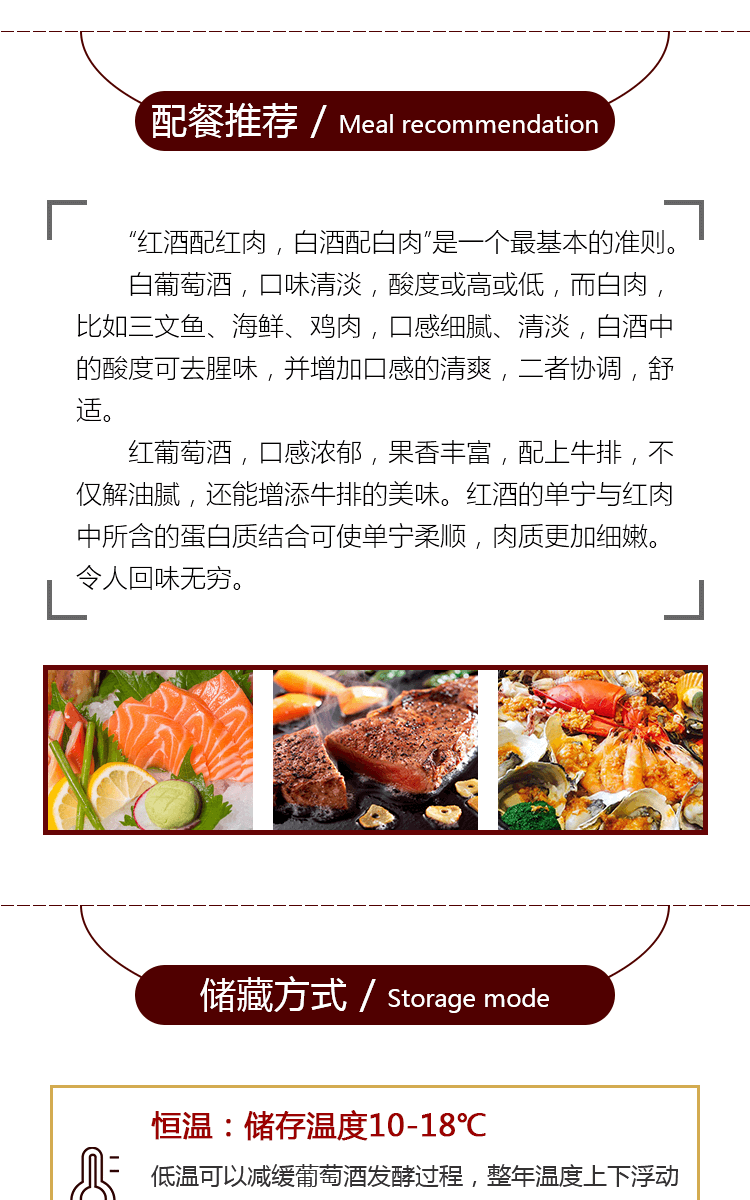 配餐推荐 / Meal recommendation
“红酒配红肉，白酒配白肉”是一个最基本的准则。
白葡萄酒，口味清淡，酸度或高或低，而白肉，
比如三文鱼、海鲜、鸡肉，口感细腻、清淡，白酒中
的酸度可去腥味，并增加口感的清爽，二者协调，舒
适。
红葡萄酒，口感浓郁，果香丰富，配上牛排，不
仅解油腻，还能增添牛排的美味。红酒的单宁与红肉
中所含的蛋白质结合可使单宁柔顺，肉质更加细嫩。
令人回味无穷。
储藏方式 / Storage mode
恒温：储存温度10-18℃
低温可以减缓葡萄酒发酵过程，整年温度上下浮动